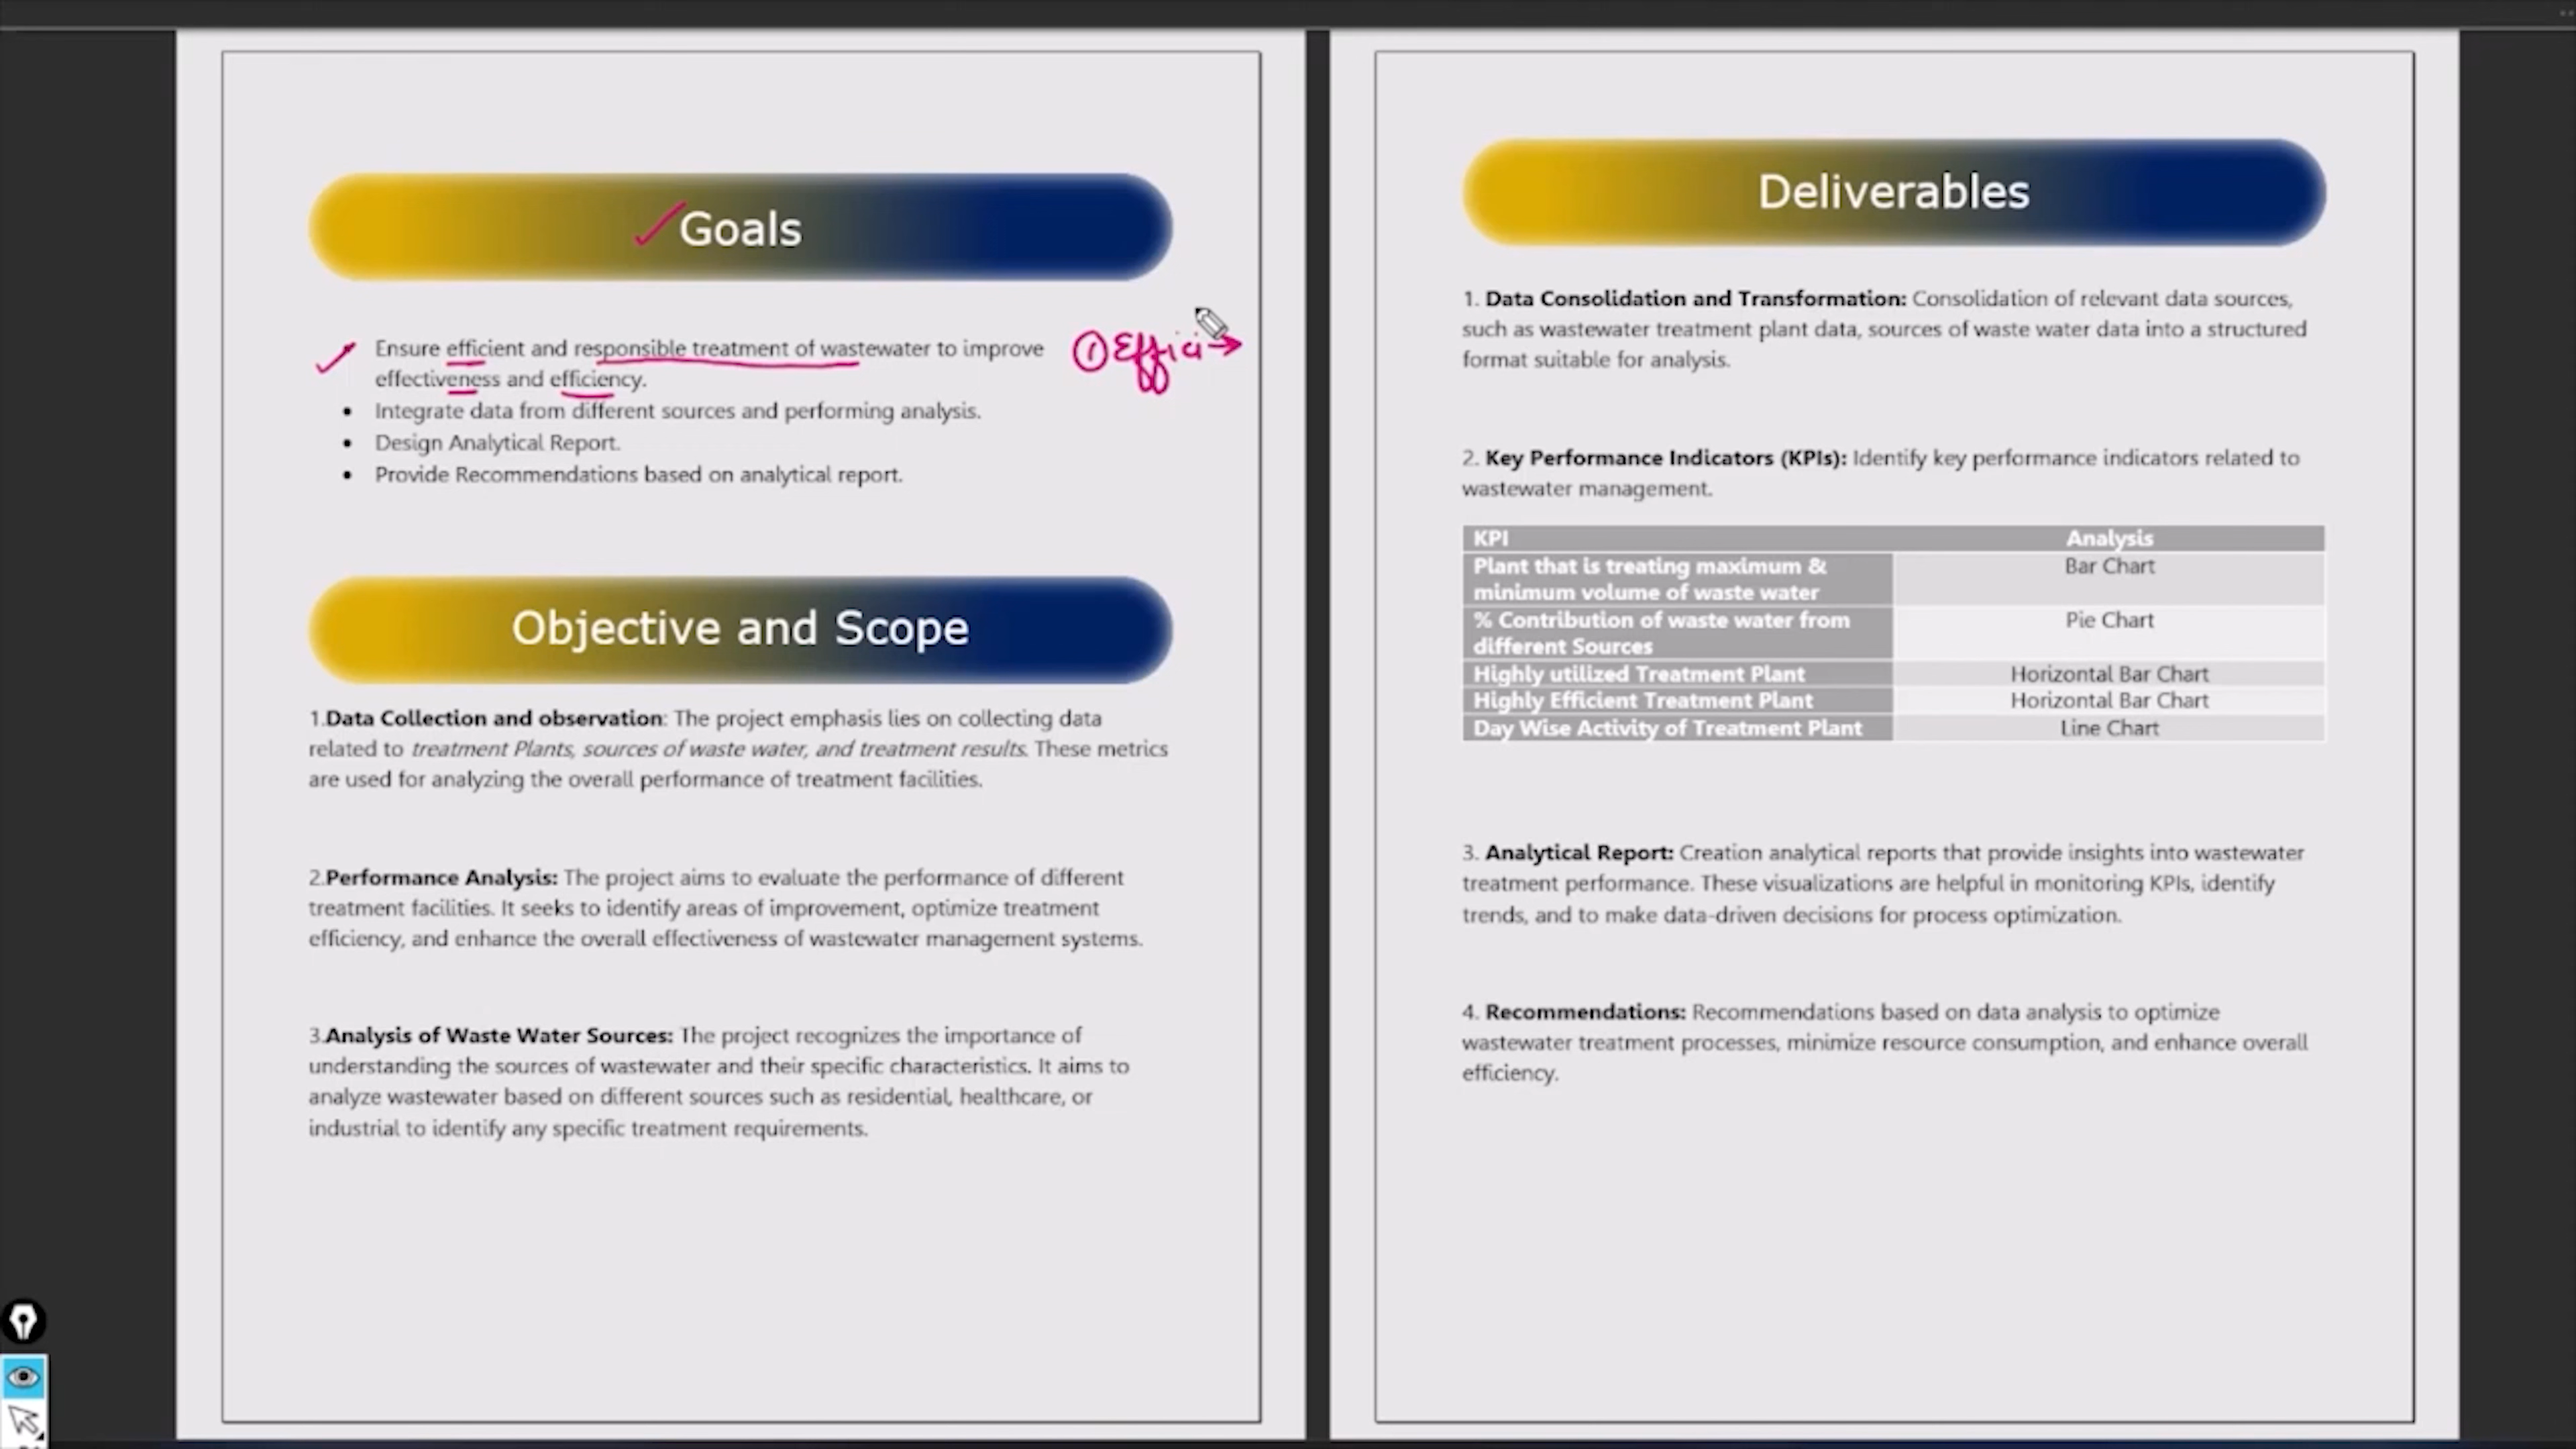 Goals
• Ensure efficient and responsible treatment of wastewater to improve
effectiveness and efficiency.
① Effici→
• Integrate data from different sources and performing analysis.
• Design Analytical Report.
• Provide Recommendations based on analytical report.
Objective and Scope
1.Data Collection and observation: The project emphasis lies on collecting data
related to treatment Plants, sources of waste water, and treatment results. These metrics
are used for analyzing the overall performance of treatment facilities.
2.Performance Analysis: The project aims to evaluate the performance of different
treatment facilities. It seeks to identify areas of improvement, optimize treatment
efficiency, and enhance the overall effectiveness of wastewater management systems.
3.Analysis of Waste Water Sources: The project recognizes the importance of
understanding the sources of wastewater and their specific characteristics. It aims to
analyze wastewater based on different sources such as residential, healthcare, or
industrial to identify any specific treatment requirements.
Deliverables
1. Data Consolidation and Transformation: Consolidation of relevant data sources,
such as wastewater treatment plant data, sources of waste water data into a structured
format suitable for analysis.
2. Key Performance Indicators (KPIs): Identify key performance indicators related to
wastewater management.
KPI Analysis
Plant that is treating maximum & Bar Chart
minimum volume of waste water
% Contribution of waste water from Pie Chart
different Sources
Highly utilized Treatment Plant Horizontal Bar Chart
Highly Efficient Treatment Plant Horizontal Bar Chart
Day Wise Activity of Treatment Plant Line Chart
3. Analytical Report: Creation analytical reports that provide insights into wastewater
treatment performance. These visualizations are helpful in monitoring KPIs, identify
trends, and to make data-driven decisions for process optimization.
4. Recommendations: Recommendations based on data analysis to optimize
wastewater treatment processes, minimize resource consumption, and enhance overall
efficiency.